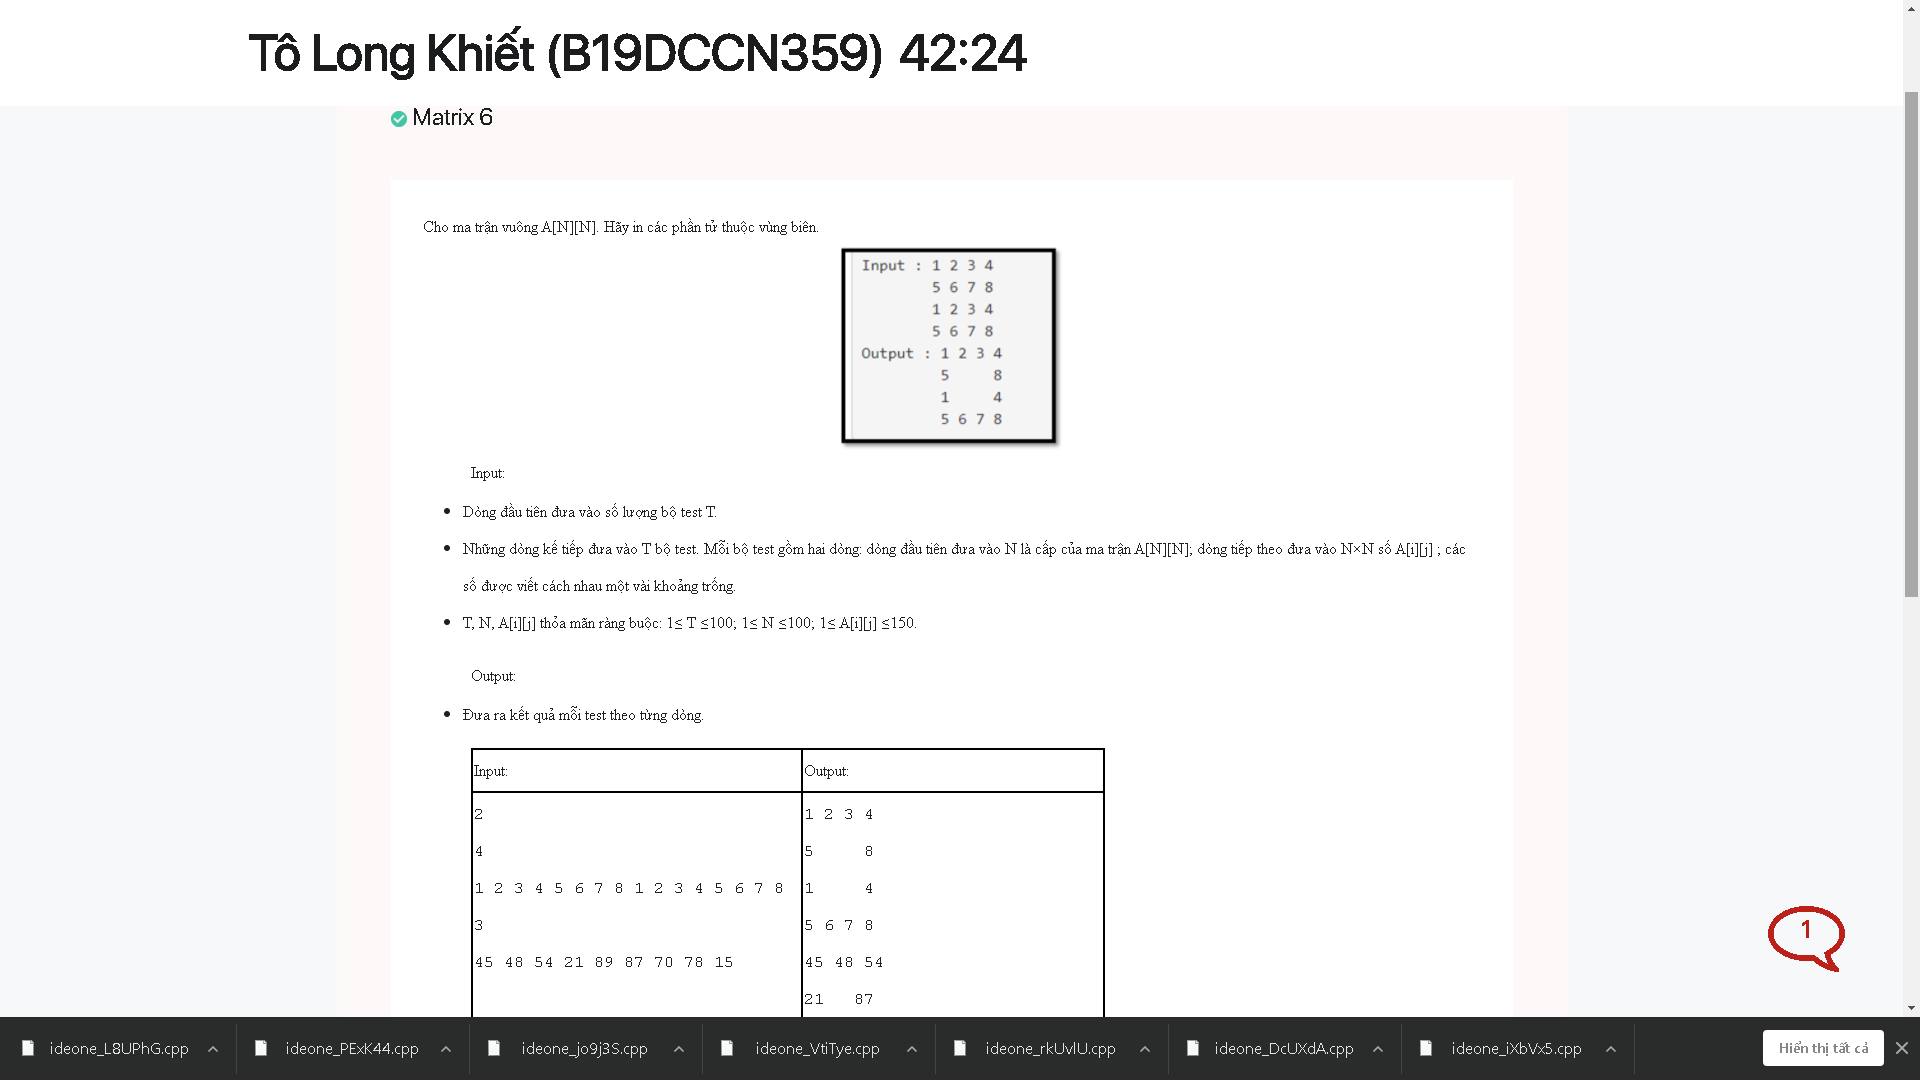 Tô Long Khiết (B19DCCN359) 42:24
Matrix 6
Cho ma trận vuông A[N][N]. Hãy in các phần tử thuộc vùng biên.
Input : 1 2 3 4
5 6 7 8
1 2 3 4
5 6 7 8
Output : 1 2 3 4
5 8
1 4
5 6 7 8
Input:
Dòng đầu tiên đưa vào số lượng bộ test T.
Những dòng kế tiếp đưa vào T bộ test. Mỗi bộ test gồm hai dòng: dòng đầu tiên đưa vào N là cấp của ma trận A[N][N]; dòng tiếp theo đưa vào N×N số A[i][j] ; các
số được viết cách nhau một vài khoảng trống.
T, N, A[i][j] thỏa mãn ràng buộc: 1≤ T ≤100; 1≤ N ≤100; 1≤ A[i][j] ≤150.
Output:
Đưa ra kết quả mỗi test theo từng dòng.
Input: Output:
2 1 2 3 4
4 5 8
1 2 3 4 5 6 7 8 1 2 3 4 5 6 7 8 1 4
3 5 6 7 8
45 48 54 21 89 87 70 78 15 45 48 54
21 87
1
ideone_L8UPhG.cpp ideone_PExK44.cpp ideone_jo9j3S.cpp ideone_VtiTye.cpp ideone_rkUvlU.cpp ideone_DcUXdA.cpp ideone_iXbVx5.cpp Hiển thị tất cả